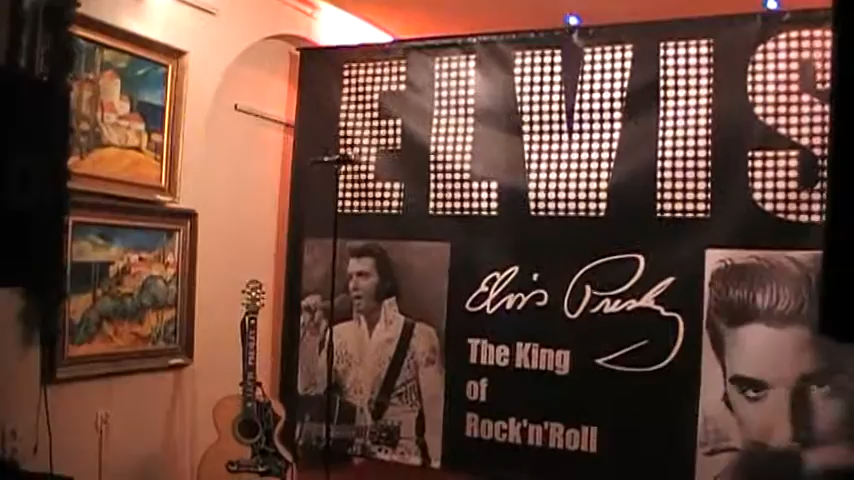 ELVIS
Elvis Presley
The King
of
Rock'n'Roll